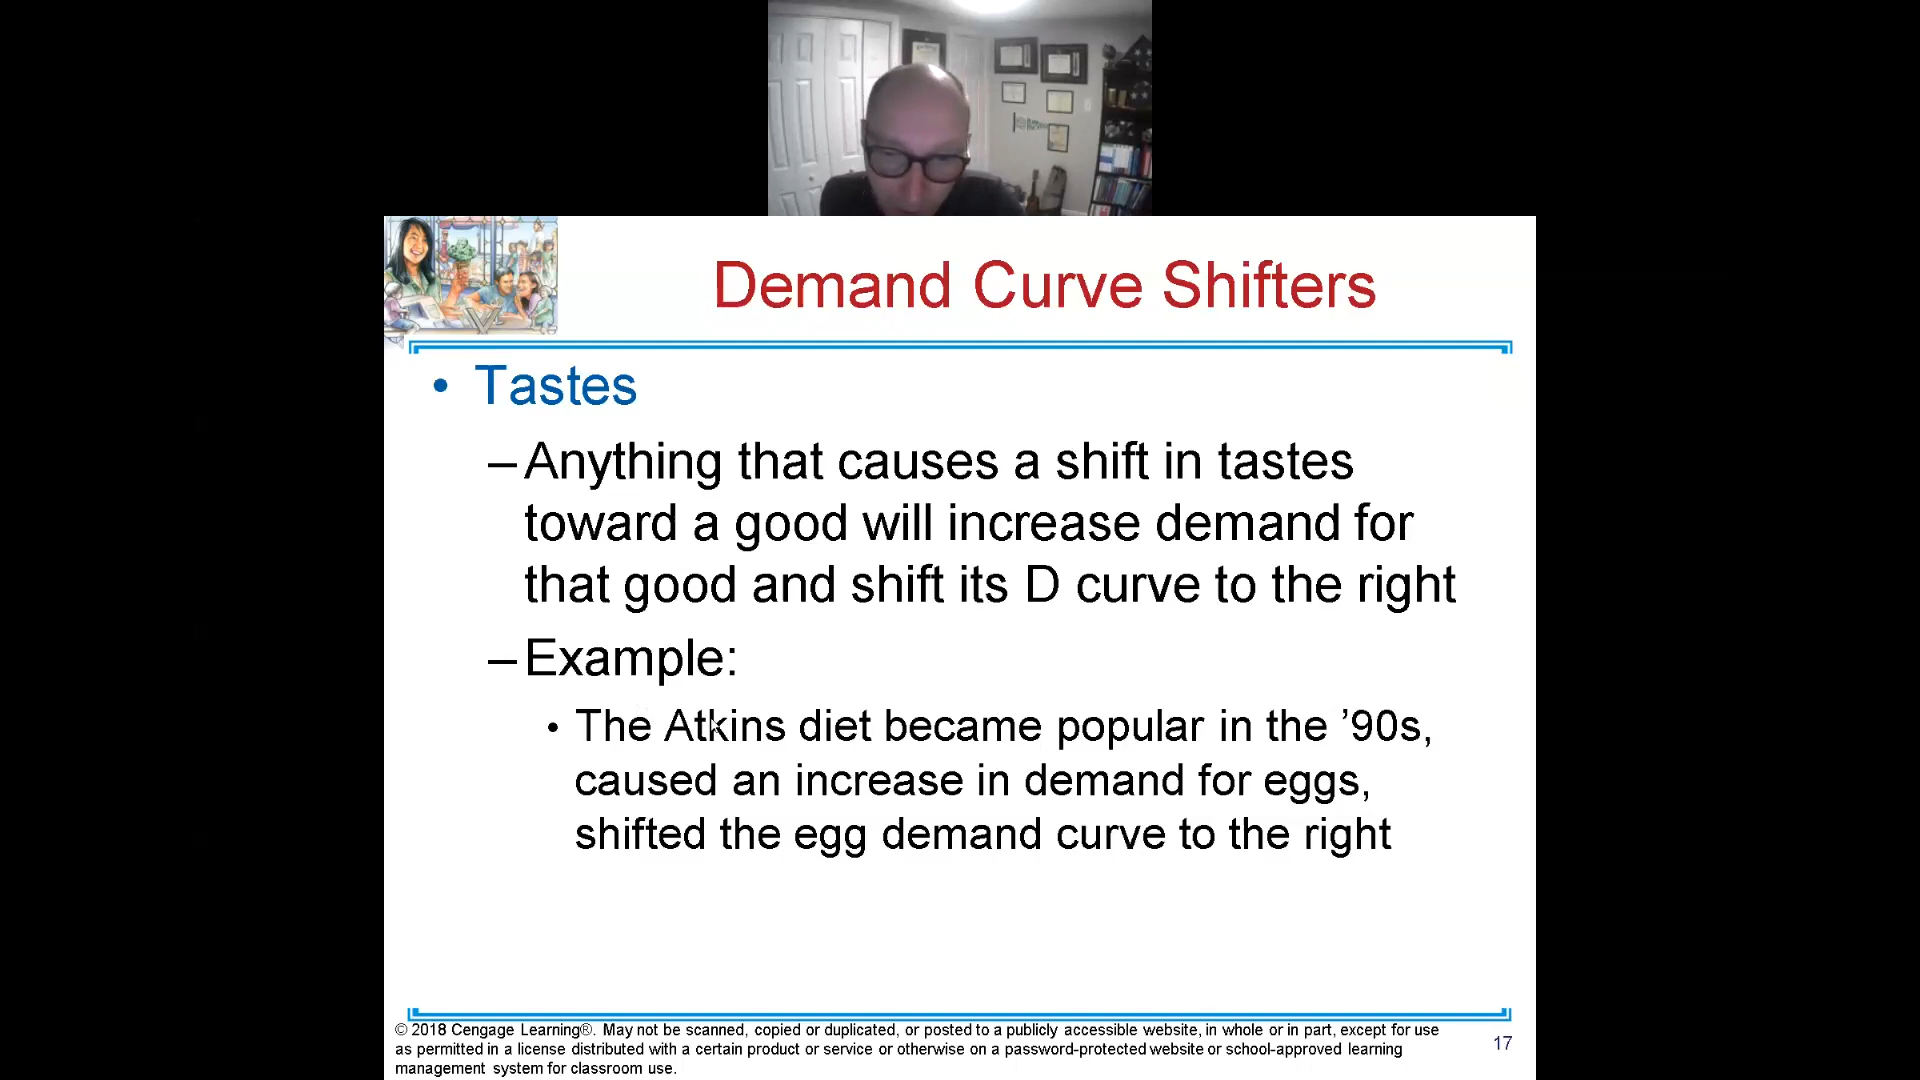 Demand Curve Shifters
• Tastes
–Anything that causes a shift in tastes
toward a good will increase demand for
that good and shift its D curve to the right
–Example:
• The Atkins diet became popular in the ’90s,
caused an increase in demand for eggs,
shifted the egg demand curve to the right
© 2018 Cengage Learning®. May not be scanned, copied or duplicated, or posted to a publicly accessible website, in whole or in part, except for use
as permitted in a license distributed with a certain product or service or otherwise on a password-protected website or school-approved learning
management system for classroom use.
17